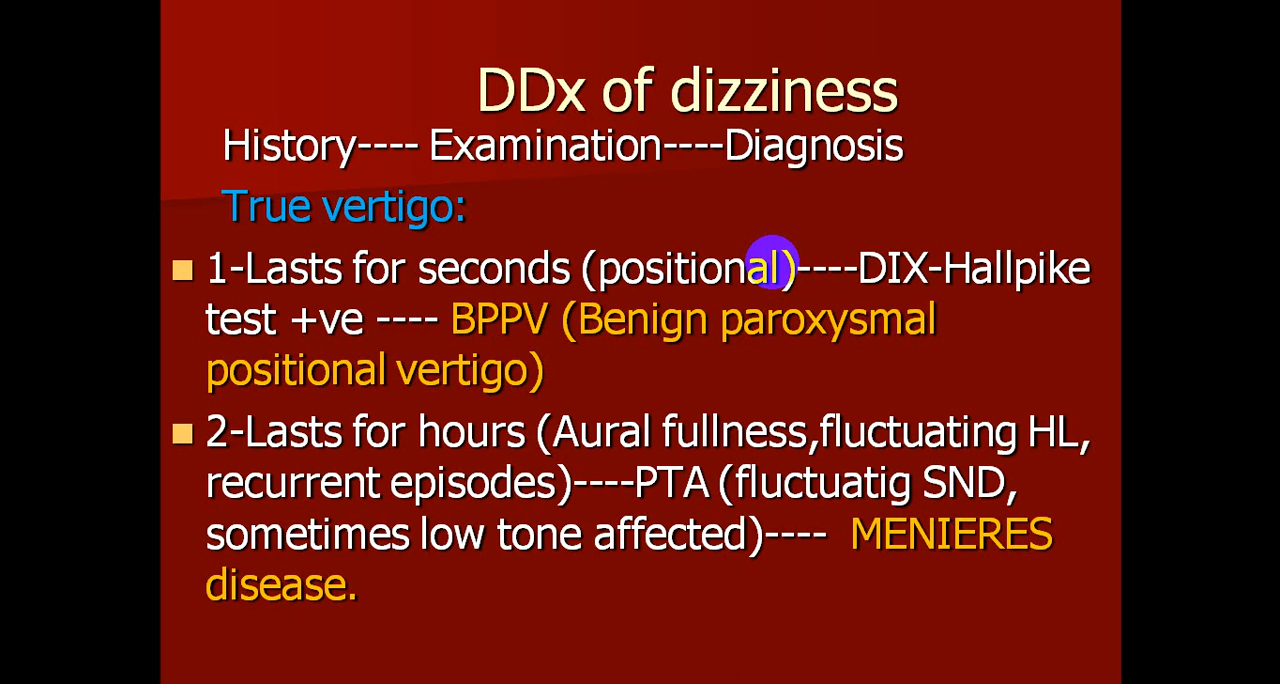 DDx of dizziness
History---- Examination----Diagnosis
True vertigo:
1-Lasts for seconds (positional)----DIX-Hallpike
test +ve ---- BPPV (Benign paroxysmal
positional vertigo)
2-Lasts for hours (Aural fullness,fluctuating HL,
recurrent episodes)----PTA (fluctuatig SND,
sometimes low tone affected)---- MENIERES
disease.